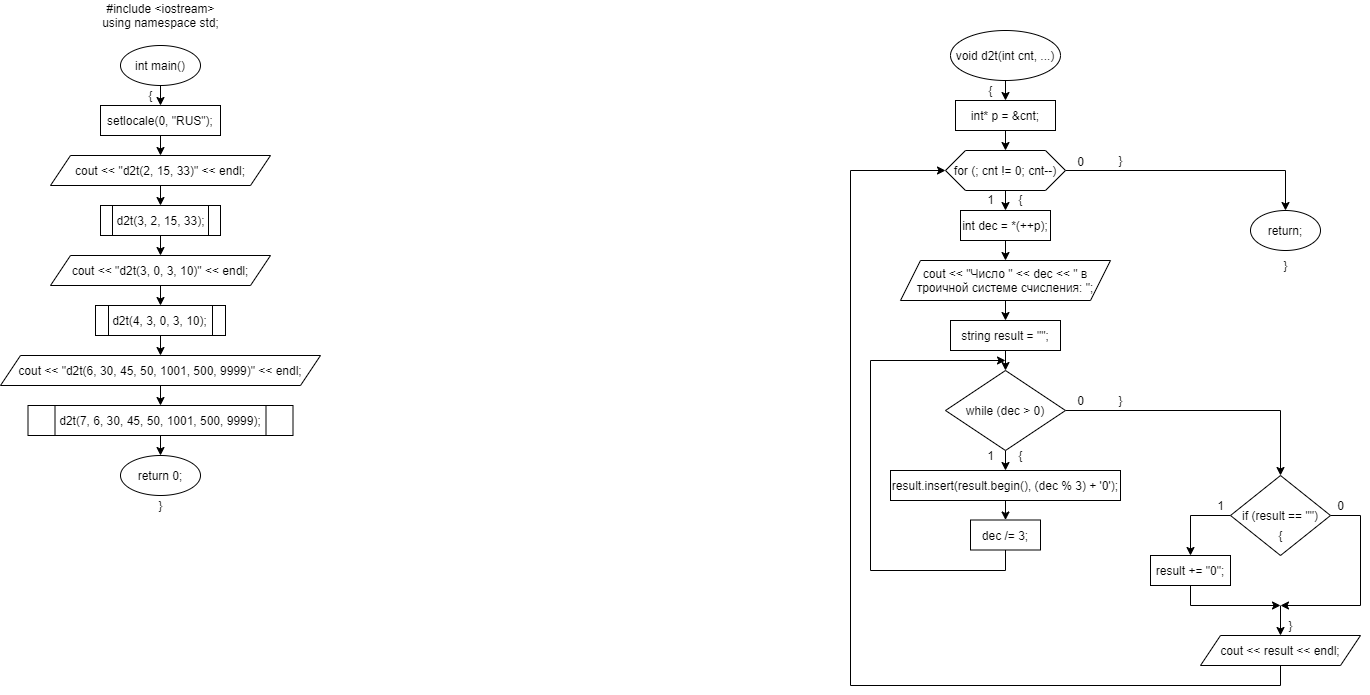 #include <iostream>
using namespace std;
int main()
{
setlocale(0, "RUS");
cout << "d2t(2, 15, 33)" << endl;
d2t(3, 2, 15, 33);
cout << "d2t(3, 0, 3, 10)" << endl;
d2t(4, 3, 0, 3, 10);
cout << "d2t(6, 30, 45, 50, 1001, 500, 9999)" << endl;
d2t(7, 6, 30, 45, 50, 1001, 500, 9999);
return 0;
}
void d2t(int cnt, ...)
{
int* p = &cnt;
for (; cnt != 0; cnt--)
0 }
return;
}
1 {
int dec = *(++p);
cout << "Число " << dec << " в
троичной системе счисления: ";
string result = "";
while (dec > 0)
0 }
1 {
result.insert(result.begin(), (dec % 3) + '0');
dec /= 3;
1
if (result == "")
0
{
result += "0";
}
cout << result << endl;